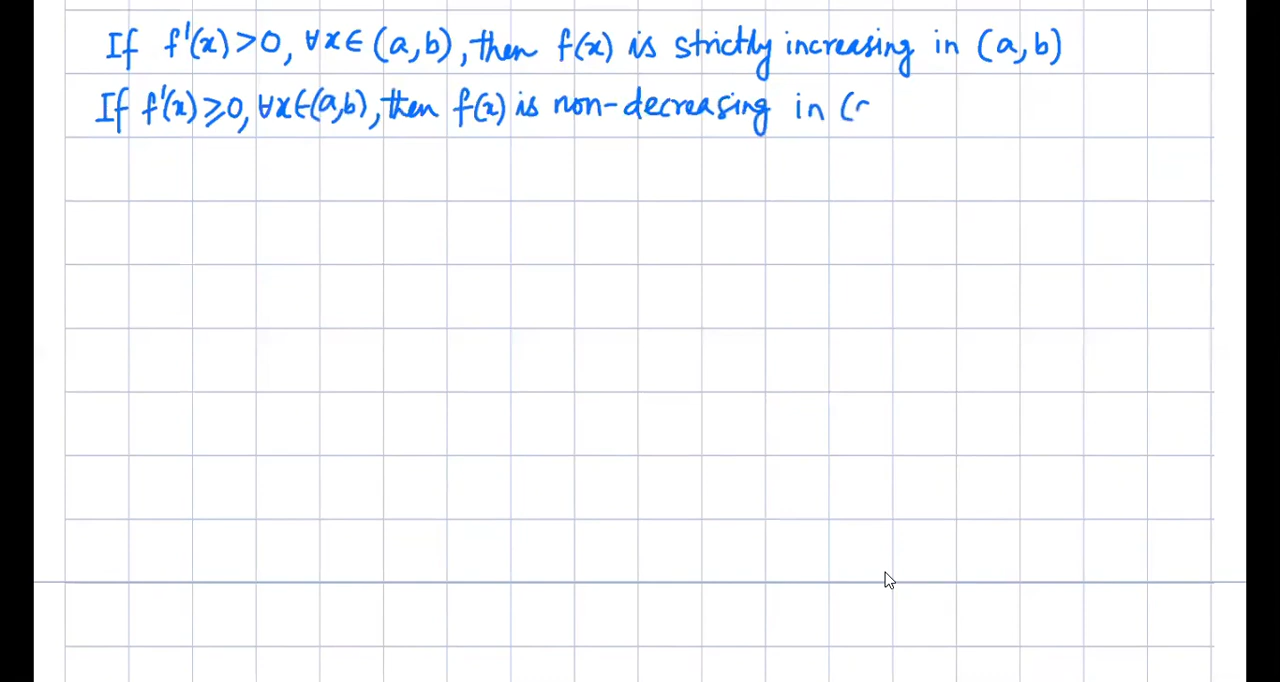 If f'(x)>0, ∀x∈(a,b), then f(x) is strictly increasing in (a,b)
If f'(x)⩾0, ∀x∈(a,b), then f(x) is non-decreasing in (